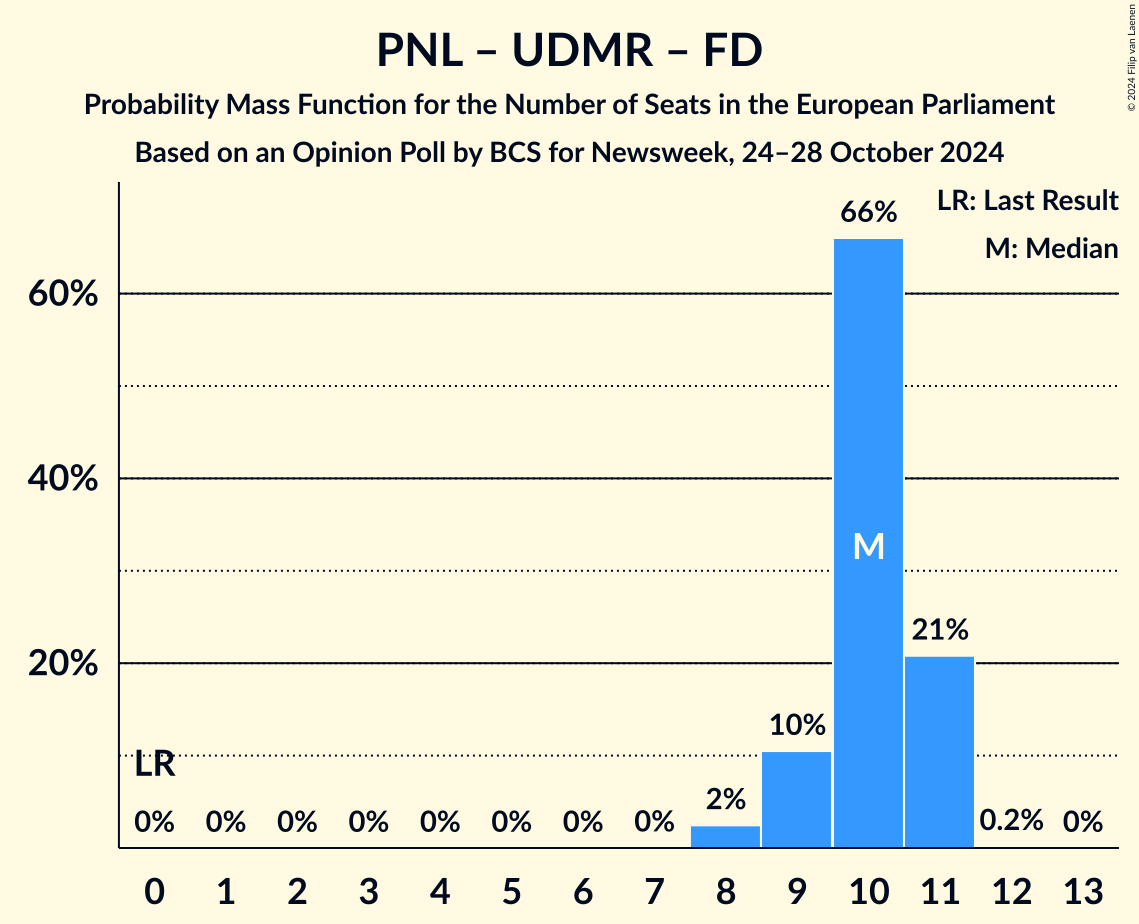 PNL – UDMR – FD
Probability Mass Function for the Number of Seats in the European Parliament
Based on an Opinion Poll by BCS for Newsweek, 24–28 October 2024
© 2024 Filip van Laenen
LR: Last Result
M: Median
66%
60%
40%
M
21%
20%
10%
LR
2%
0% 0% 0% 0% 0% 0% 0% 0% 0.2% 0%
0 1 2 3 4 5 6 7 8 9 10 11 12 13